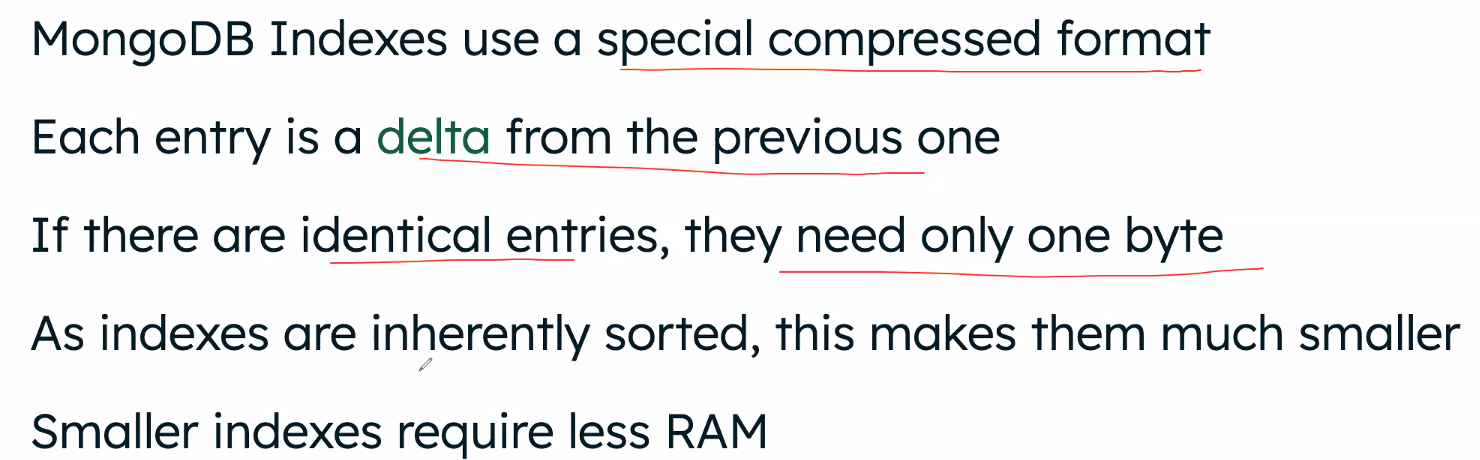 MongoDB Indexes use a special compressed format
Each entry is a delta from the previous one
If there are identical entries, they need only one byte
As indexes are inherently sorted, this makes them much smaller
Smaller indexes require less RAM